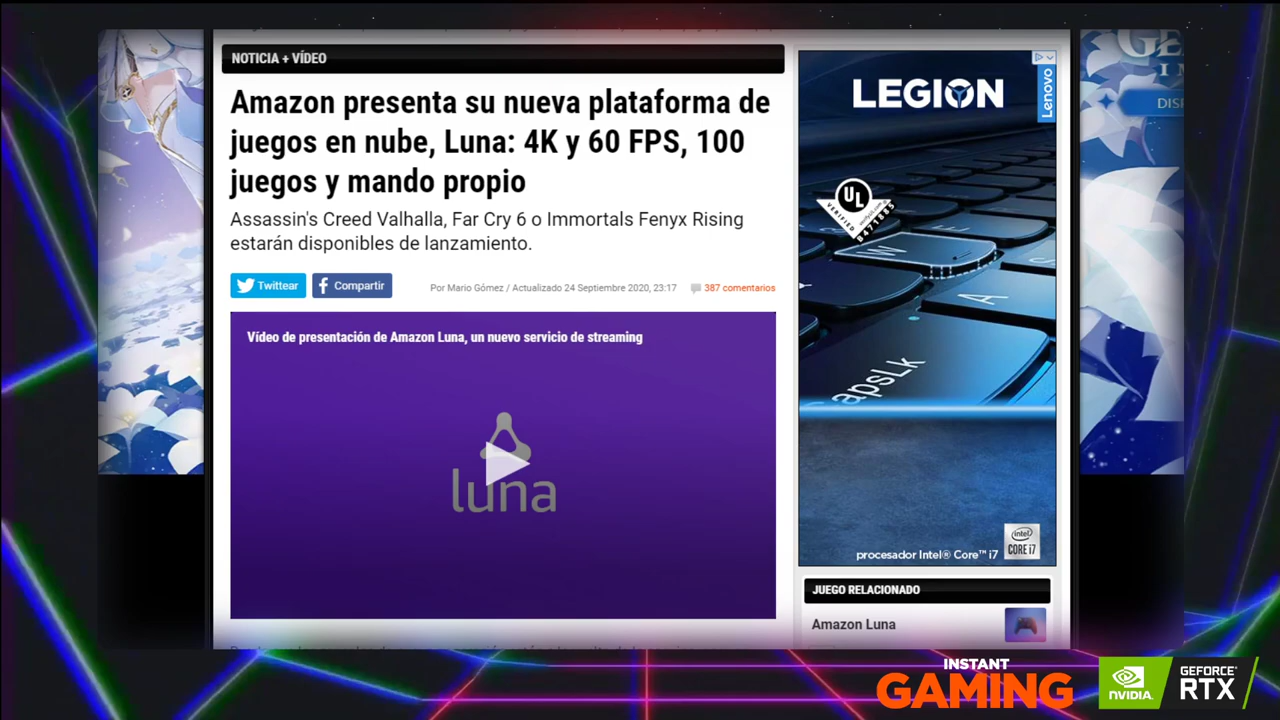 NOTICIA + VÍDEO
Amazon presenta su nueva plataforma de
juegos en nube, Luna: 4K y 60 FPS, 100
juegos y mando propio
Assassin's Creed Valhalla, Far Cry 6 o Immortals Fenyx Rising
estarán disponibles de lanzamiento.
Twittear
Compartir
Por Mario Gómez / Actualizado 24 Septiembre 2020, 23:17
387 comentarios
Vídeo de presentación de Amazon Luna, un nuevo servicio de streaming
luna
LEGION
Lenovo
UL
VERIFIED
W
A
CapsLk
procesador Intel® Core™ i7
intel
CORE i7
JUEGO RELACIONADO
Amazon Luna
INSTANT
GAMING
NVIDIA.
GEFORCE
RTX